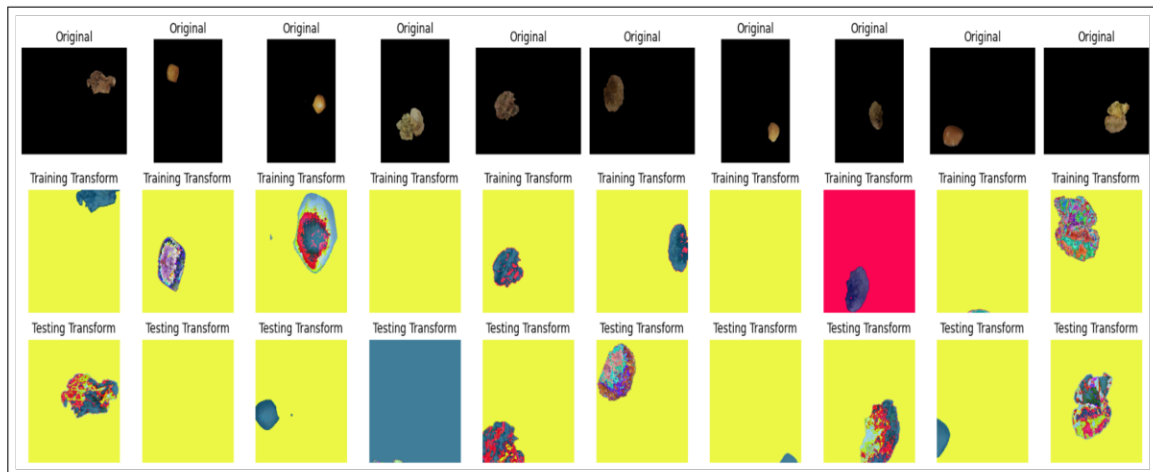 Original Original Original Original Original Original Original Original Original Original
Training Transform Training Transform Training Transform Training Transform Training Transform Training Transform Training Transform Training Transform Training Transform Training Transform
Testing Transform Testing Transform Testing Transform Testing Transform Testing Transform Testing Transform Testing Transform Testing Transform Testing Transform Testing Transform